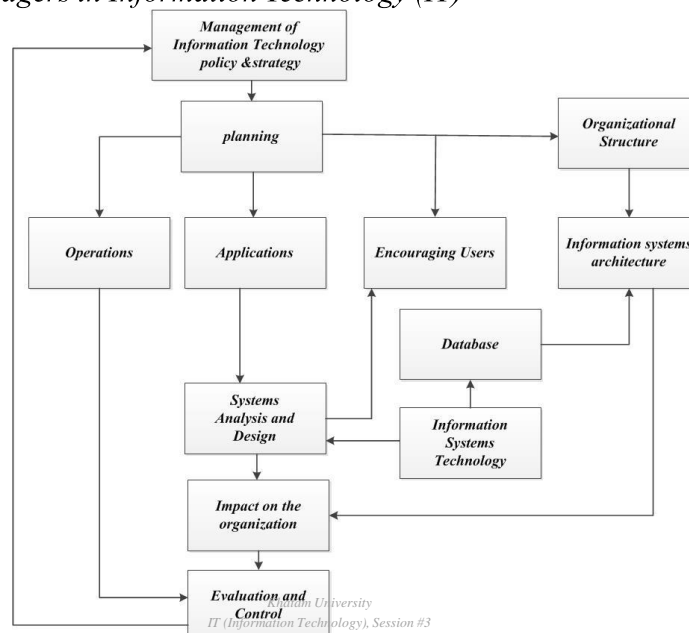 agers in Information Technology (IT)
Management of
Information Technology
policy &strategy
planning
Organizational
Structure
Operations
Applications
Encouraging Users
Information systems
architecture
Database
Systems
Analysis and
Design
Information
Systems
Technology
Impact on the
organization
Evaluation and
Control
Khatam University
IT (Information Technology), Session #3